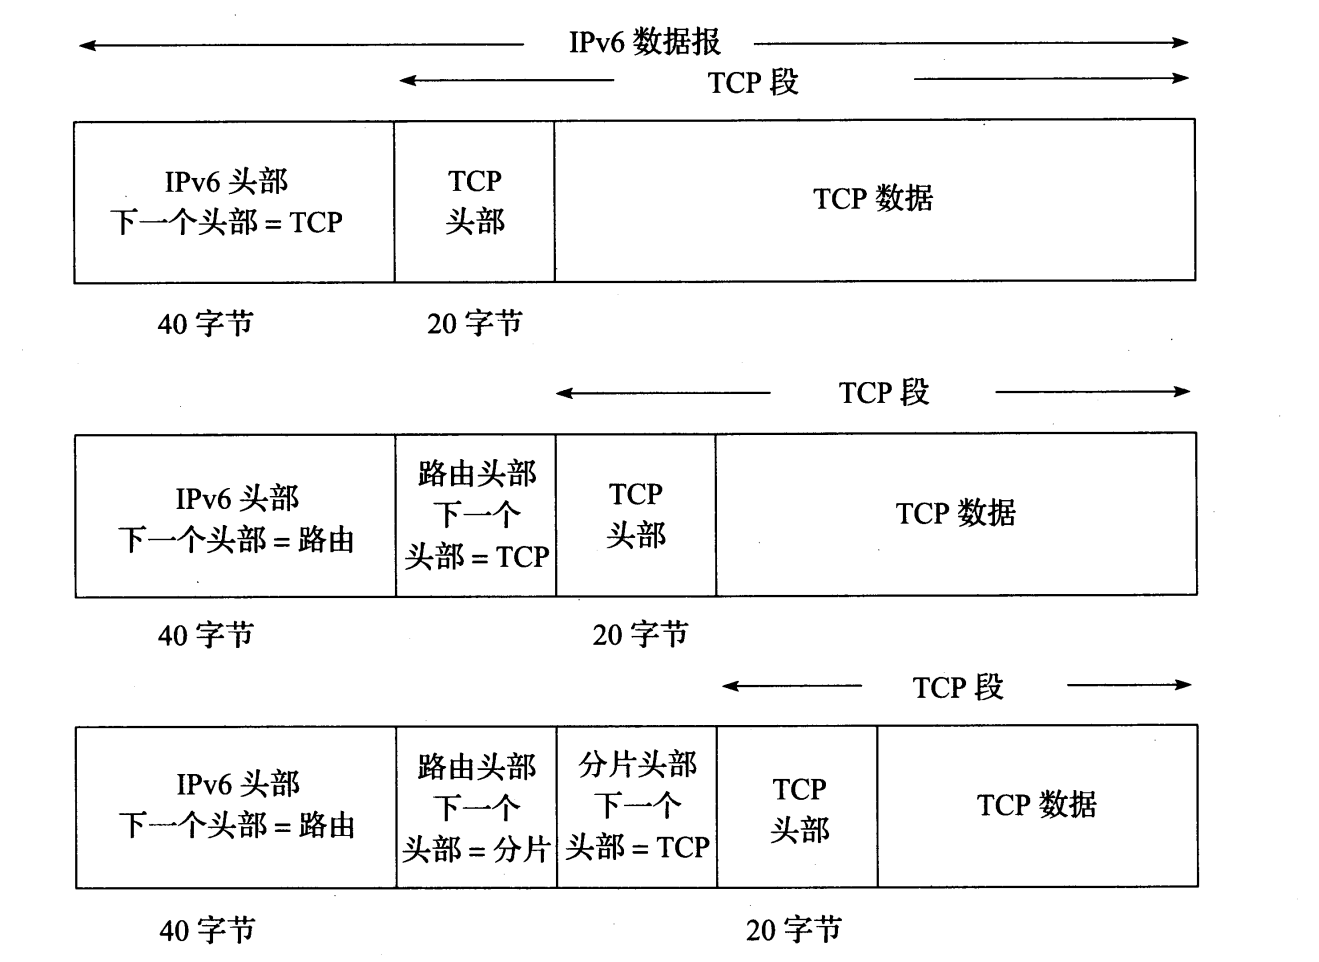 IPv6 数据报
TCP 段
IPv6 头部
下一个头部 = TCP
TCP
头部
TCP 数据
40 字节
20 字节
TCP 段
IPv6 头部
下一个头部 = 路由
路由头部
下一个
头部 = TCP
TCP
头部
TCP 数据
40 字节
20 字节
TCP 段
IPv6 头部
下一个头部 = 路由
路由头部
下一个
头部 = 分片
分片头部
下一个
头部 = TCP
TCP
头部
TCP 数据
40 字节
20 字节